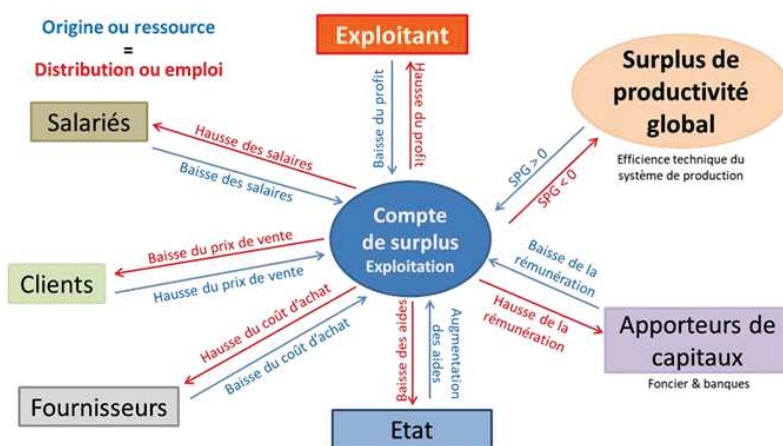 Origine ou ressource
=
Distribution ou emploi
Exploitant
Surplus de
productivité
global
Efficience technique du
système de production
Salariés
Hausse des salaires
Baisse des salaires
Baisse du profit
Hausse du profit
SPG > 0
SPG < 0
Compte
de surplus
Exploitation
Clients
Baisse du prix de vente
Hausse du prix de vente
Baisse de la
rémunération
Hausse de la
rémunération
Apporteurs de
capitaux
Foncier & banques
Hausse du coût d'achat
Baisse du coût d'achat
Fournisseurs
Baisse des aides
Augmentation
des aides
Etat